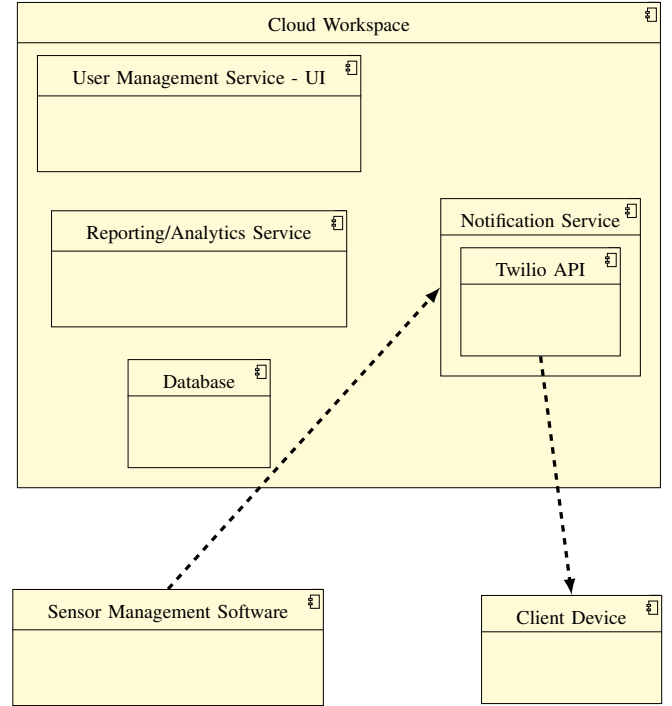 Cloud Workspace
User Management Service - UI
Reporting/Analytics Service
Notification Service
Twilio API
Database
Sensor Management Software
Client Device